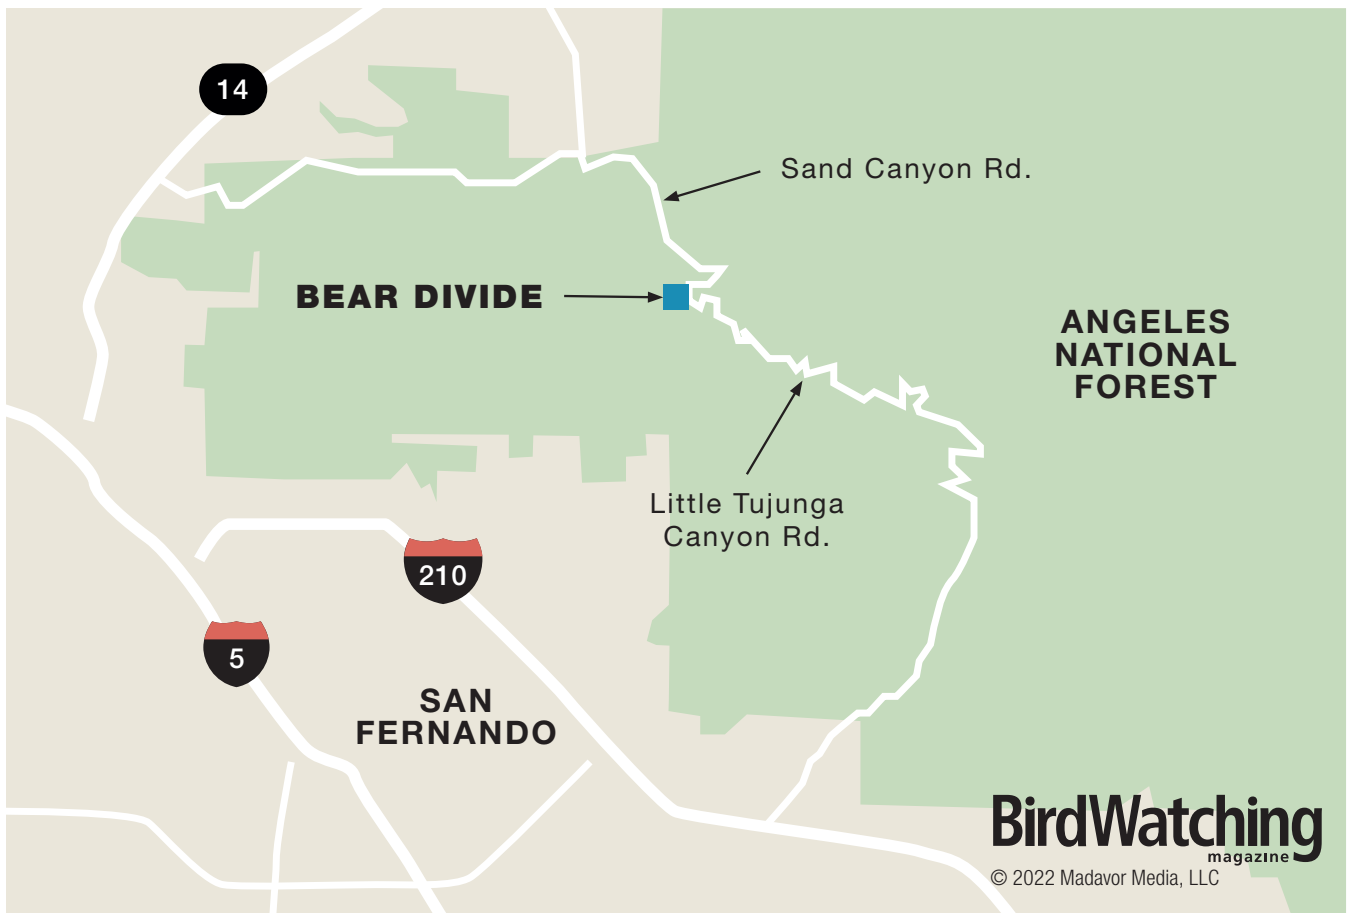 14
Sand Canyon Rd.
BEAR DIVIDE
ANGELES
NATIONAL
FOREST
Little Tujunga
Canyon Rd.
210
5
SAN
FERNANDO
BirdWatching
magazine
© 2022 Madavor Media, LLC